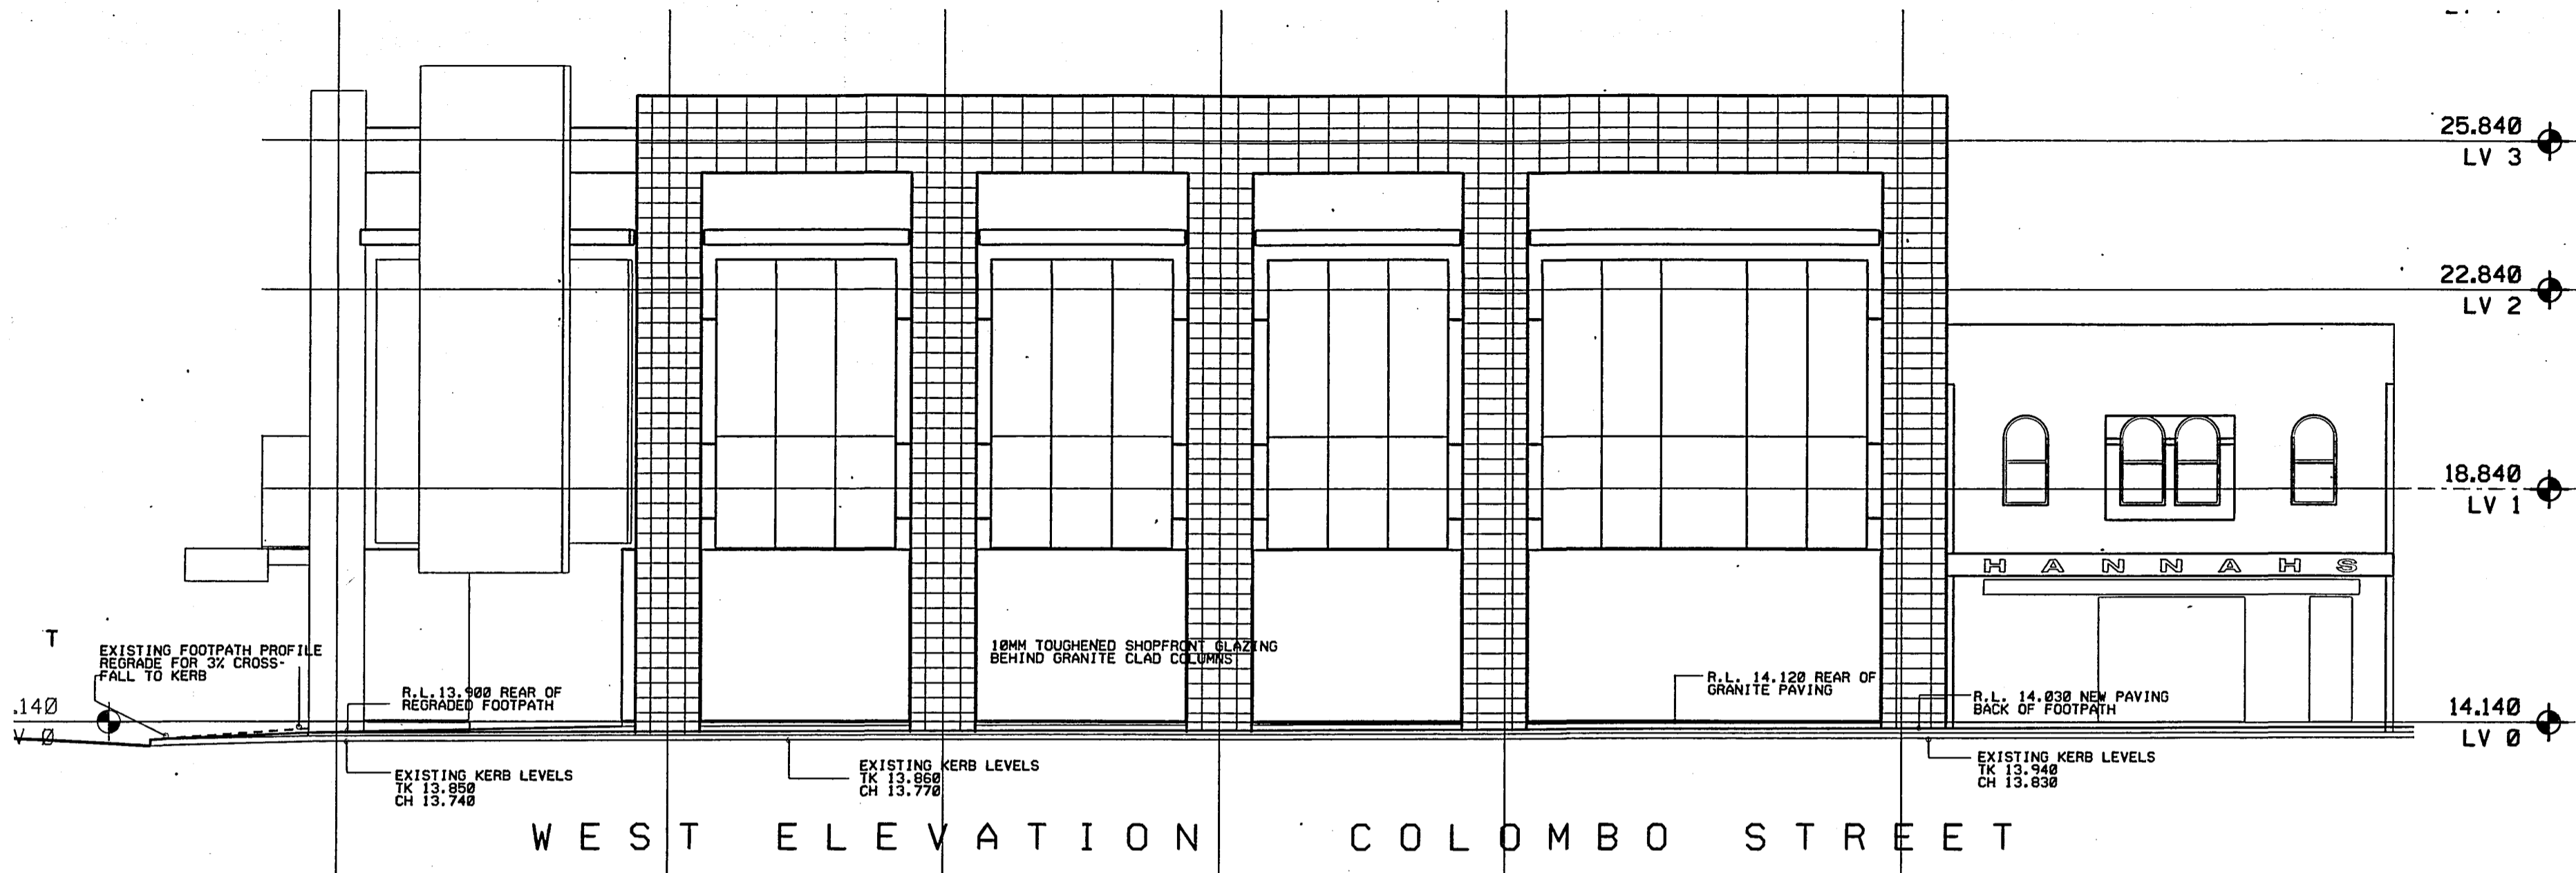 25.840
LV 3
22.840
LV 2
18.840
LV 1
HANNAHS
T
EXISTING FOOTPATH PROFILE
REGRADE FOR 3% CROSS-
FALL TO KERB
10MM TOUGHENED SHOPFRONT GLAZING
BEHIND GRANITE CLAD COLUMNS
R.L.13.900 REAR OF
REGRADED FOOTPATH
R.L. 14.120 REAR OF
GRANITE PAVING
R.L. 14.030 NEW PAVING
BACK OF FOOTPATH
.140
V 0
14.140
LV 0
EXISTING KERB LEVELS
TK 13.850
CH 13.740
EXISTING KERB LEVELS
TK 13.860
CH 13.770
EXISTING KERB LEVELS
TK 13.940
CH 13.830
WEST ELEVATION COLOMBO STREET